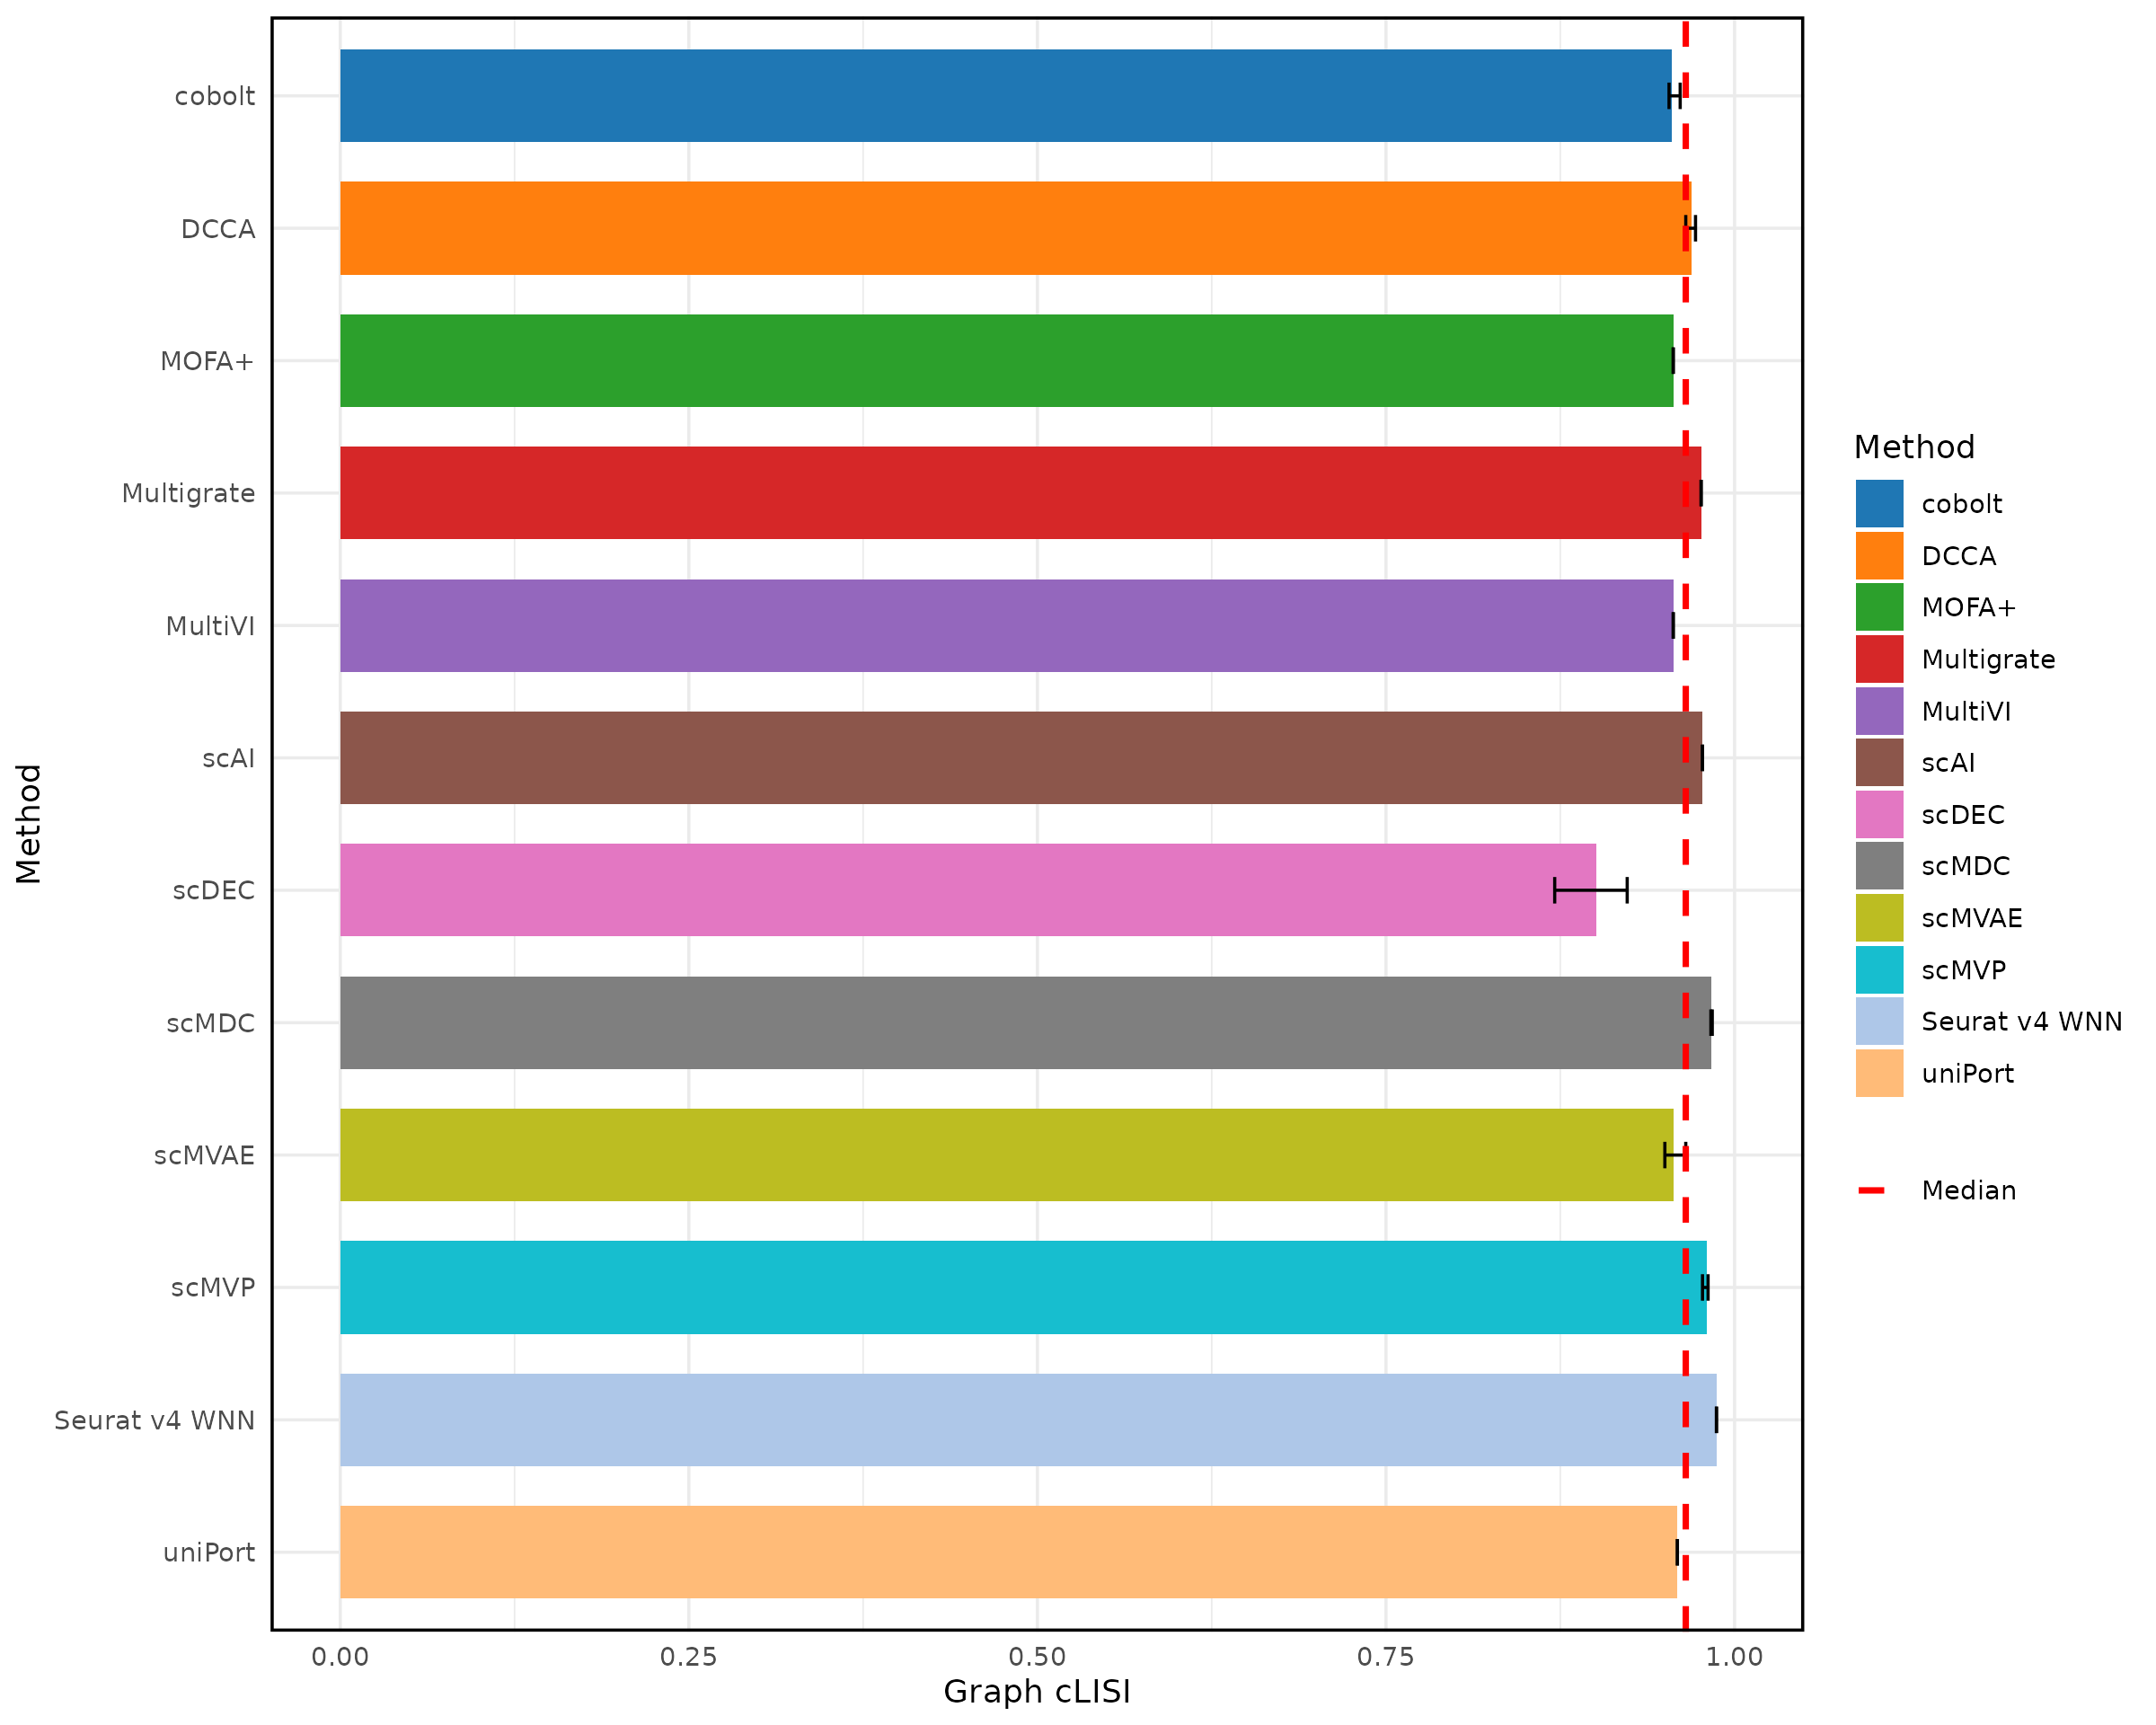 cobolt
DCCA
MOFA+
Multigrate
MultiVI
scAI
scDEC
scMDC
scMVAE
scMVP
Seurat v4 WNN
uniPort
Method
0.00 0.25 0.50 0.75 1.00
Graph cLISI
Method
cobolt
DCCA
MOFA+
Multigrate
MultiVI
scAI
scDEC
scMDC
scMVAE
scMVP
Seurat v4 WNN
uniPort
Median